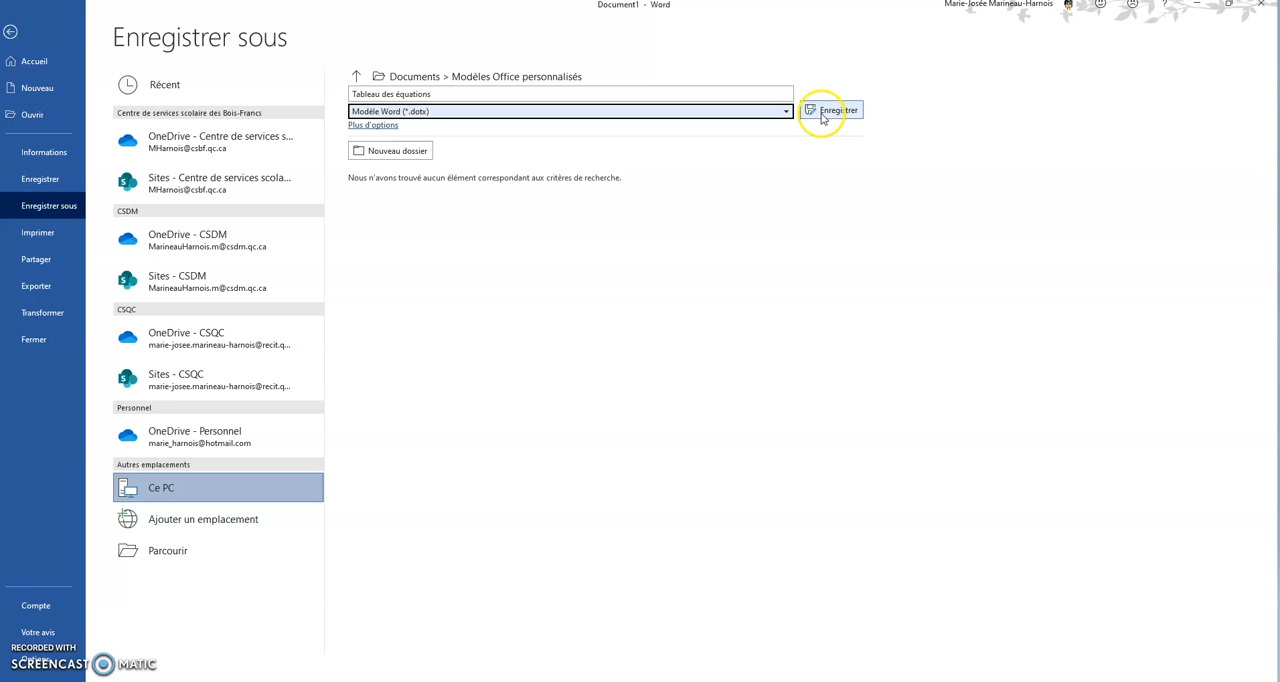 Document1 - Word
Marie-Josée Marineau-Harnois
?
Enregistrer sous
Accueil
Nouveau
Ouvrir
Informations
Enregistrer
Enregistrer sous
Imprimer
Partager
Exporter
Transformer
Fermer
Compte
Votre avis
Récent
Centre de services scolaire des Bois-Francs
OneDrive - Centre de services s...
MHarnois@csbf.qc.ca
Sites - Centre de services scola...
MHarnois@csbf.qc.ca
CSDM
OneDrive - CSDM
MarineauHarnois.m@csdm.qc.ca
Sites - CSDM
MarineauHarnois.m@csdm.qc.ca
CSQC
OneDrive - CSQC
marie-josee.marineau-harnois@recit.q...
Sites - CSQC
marie-josee.marineau-harnois@recit.q...
Personnel
OneDrive - Personnel
marie_harnois@hotmail.com
Autres emplacements
Ce PC
Ajouter un emplacement
Parcourir
Documents > Modèles Office personnalisés
Tableau des équations
Modèle Word (*.dotx)
Enregistrer
Plus d'options
Nouveau dossier
Nous n'avons trouvé aucun élément correspondant aux critères de recherche.
RECORDED WITH
SCREENCAST MATIC